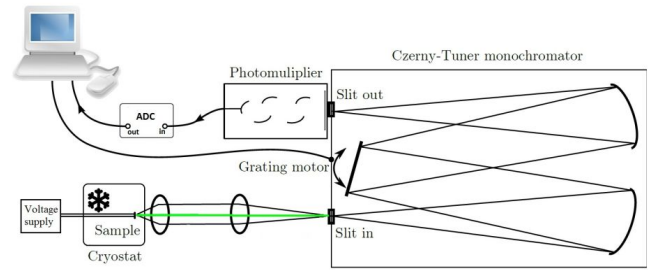 Czerny-Tuner monochromator
Photomuliplier
Slit out
ADC
out
in
Grating motor
Voltage
supply
Sample
Slit in
Cryostat